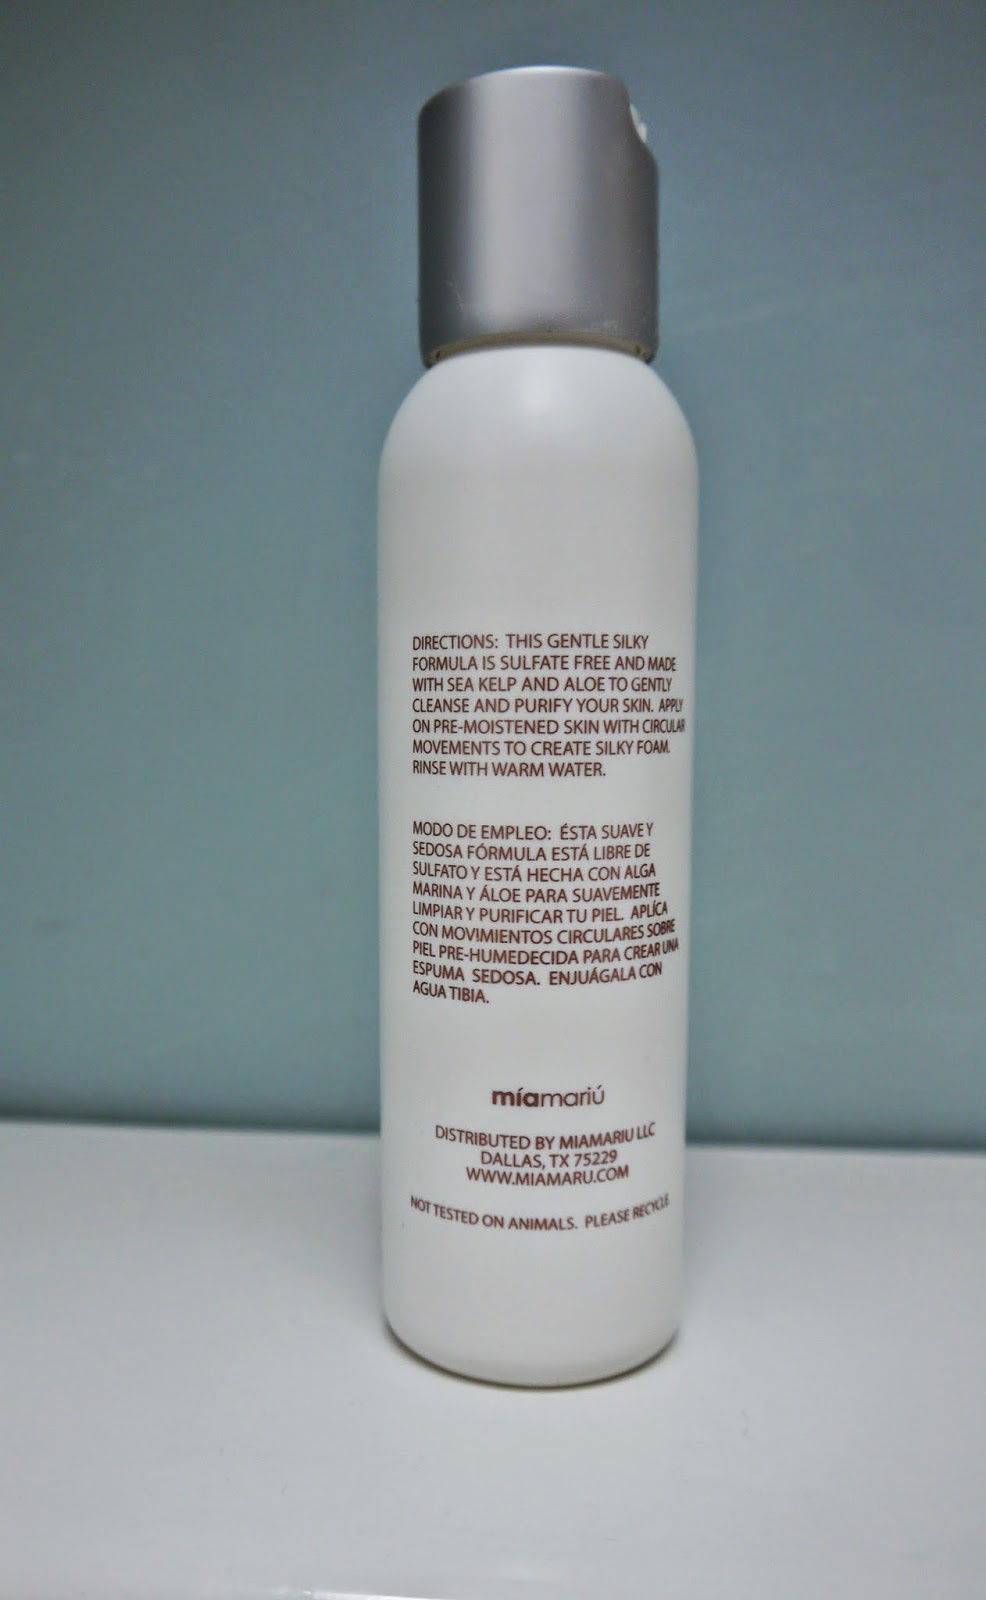 DIRECTIONS: THIS GENTLE SILKY
FORMULA IS SULFATE FREE AND MADE
WITH SEA KELP AND ALOE TO GENTLY
CLEANSE AND PURIFY YOUR SKIN. APPLY
ON PRE-MOISTENED SKIN WITH CIRCULAR
MOVEMENTS TO CREATE SILKY FOAM.
RINSE WITH WARM WATER.
MODO DE EMPLEO: ÉSTA SUAVE Y
SEDOSA FÓRMULA ESTÁ LIBRE DE
SULFATO Y ESTÁ HECHA CON ALGA
MARINA Y ÁLOE PARA SUAVEMENTE
LIMPIAR Y PURIFICAR TU PIEL. APLÍCA
CON MOVIMIENTOS CIRCULARES SOBRE
PIEL PRE-HUMEDECIDA PARA CREAR UNA
ESPUMA SEDOSA. ENJUÁGALA CON
AGUA TIBIA.
míamariú
DISTRIBUTED BY MIAMARIU LLC
DALLAS, TX 75229
WWW.MIAMARU.COM
NOT TESTED ON ANIMALS. PLEASE RECYCLE